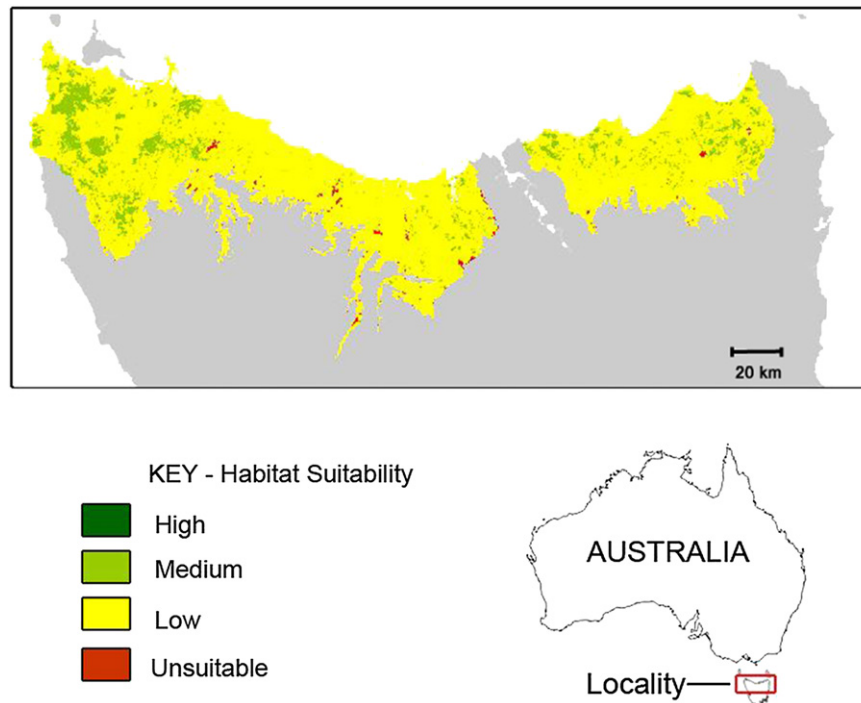 20 km
KEY - Habitat Suitability
High
Medium
Low
Unsuitable
AUSTRALIA
Locality